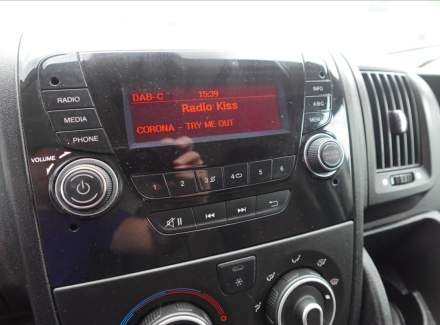 DAB-C 15:39
Radio Kiss
CORONA - TRY ME OUT
RADIO
MEDIA
PHONE
VOLUME
INFO
A-B-C
MENU
1 2 3 4 5 6